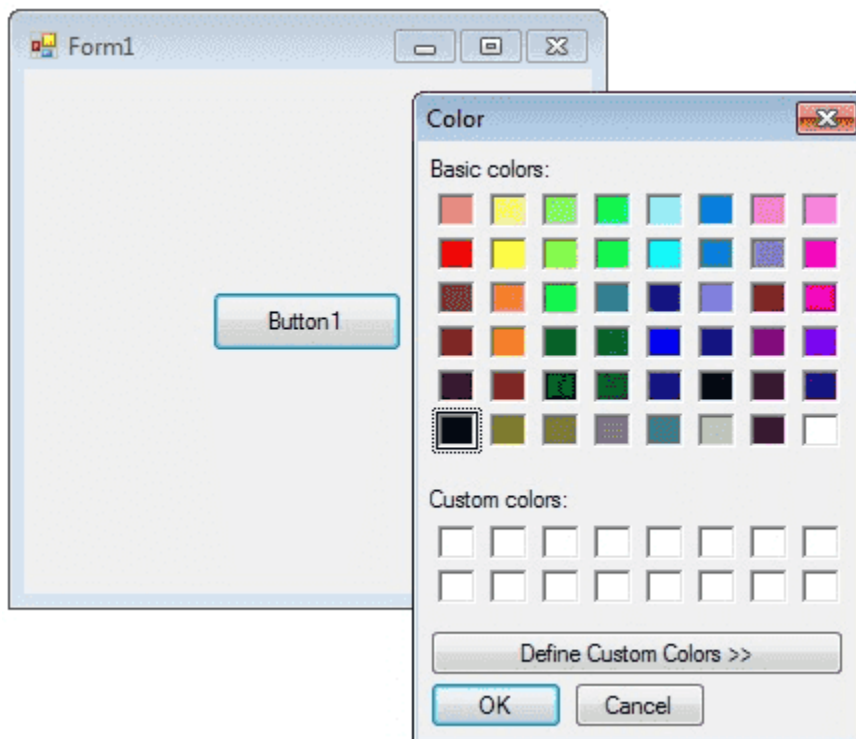 Form1
Color
Basic colors:
Button1
Custom colors:
Define Custom Colors >>
OK
Cancel